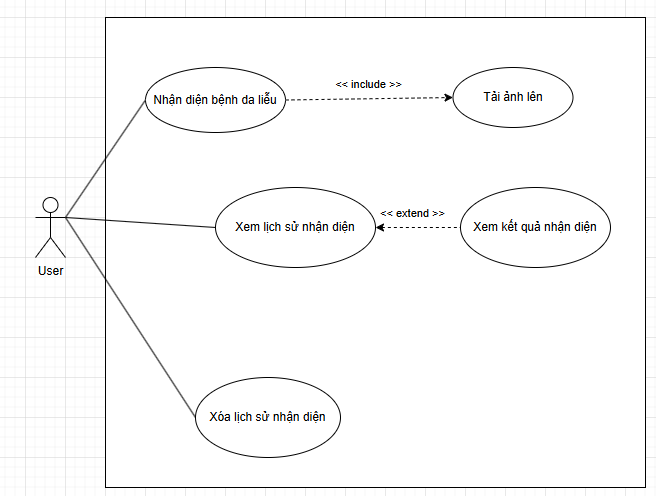 Nhận diện bệnh da liễu
<< include >>
Tải ảnh lên
User
Xem lịch sử nhận diện
<< extend >>
Xem kết quả nhận diện
Xóa lịch sử nhận diện